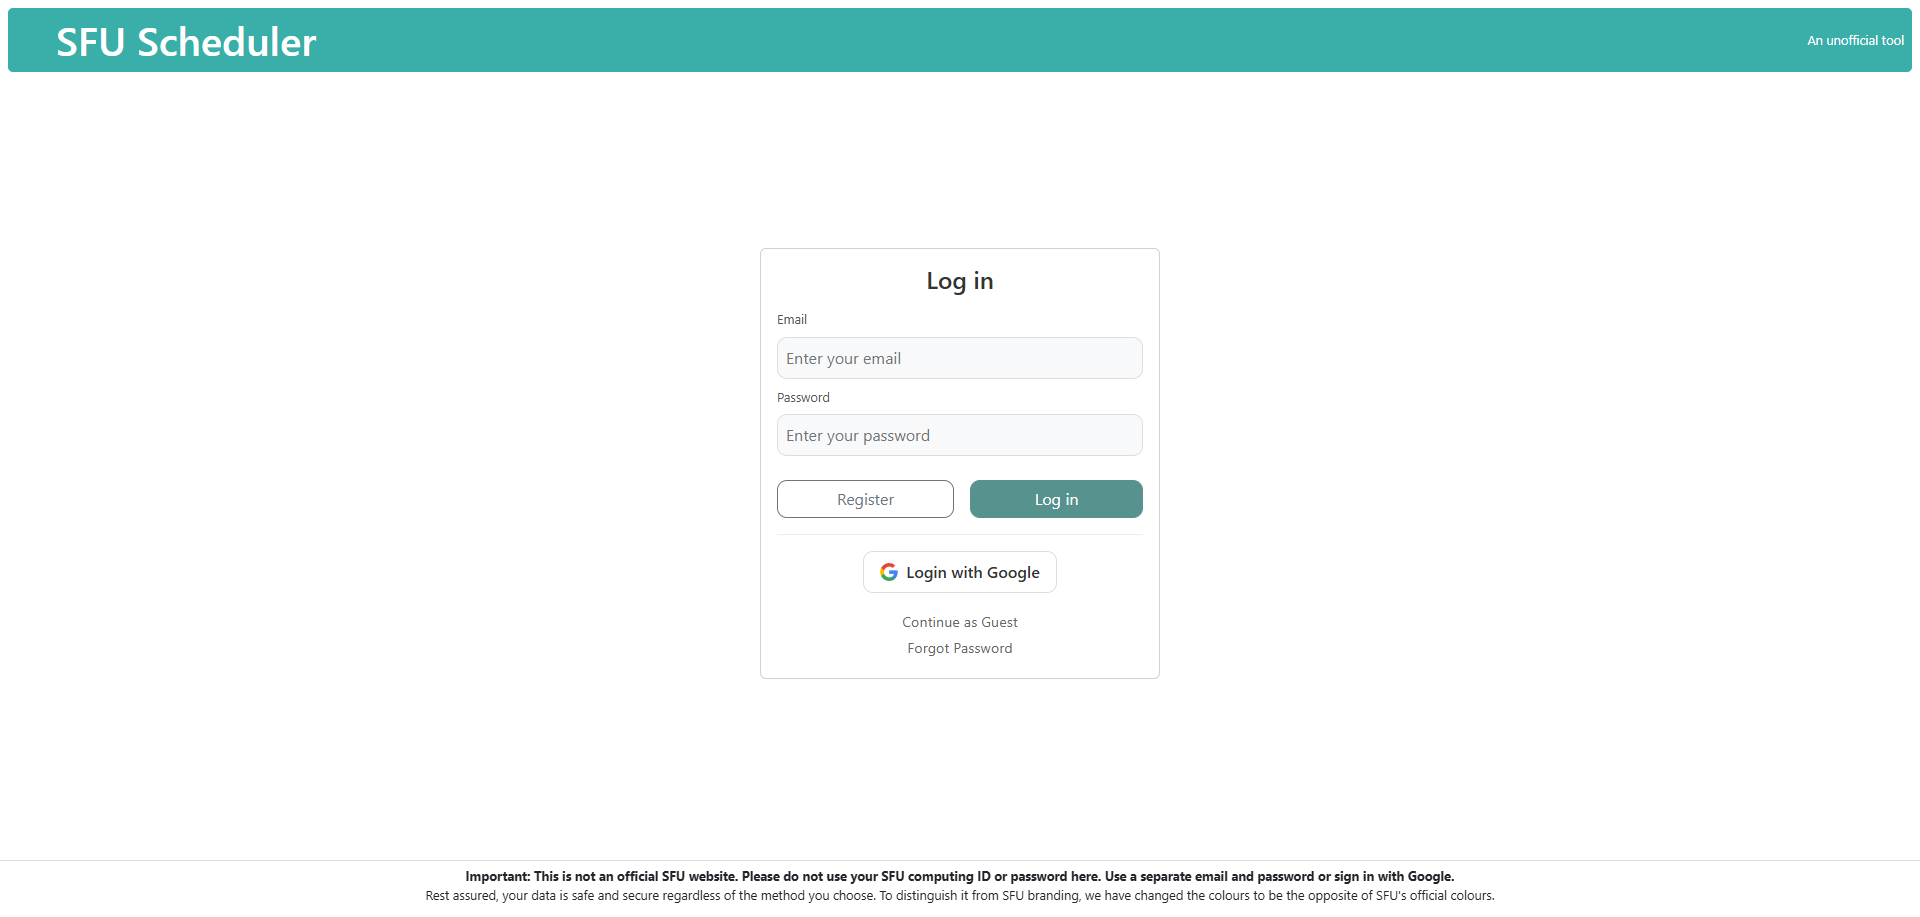 SFU Scheduler
An unofficial tool
Log in
Email
Enter your email
Password
Enter your password
Register
Log in
Login with Google
Continue as Guest
Forgot Password
Important: This is not an official SFU website. Please do not use your SFU computing ID or password here. Use a separate email and password or sign in with Google.
Rest assured, your data is safe and secure regardless of the method you choose. To distinguish it from SFU branding, we have changed the colours to be the opposite of SFU's official colours.